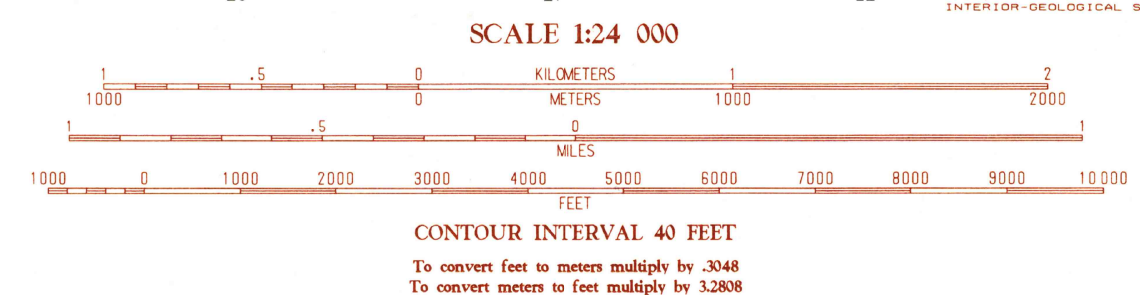 INTERIOR-GEOLOGICAL S
SCALE 1:24 000
1 .5 0 KILOMETERS 1 2
1000 0 METERS 1000 2000
1 .5 0 1
MILES
1000 0 1000 2000 3000 4000 5000 6000 7000 8000 9000 10 000
FEET
CONTOUR INTERVAL 40 FEET
To convert feet to meters multiply by .3048
To convert meters to feet multiply by 3.2808